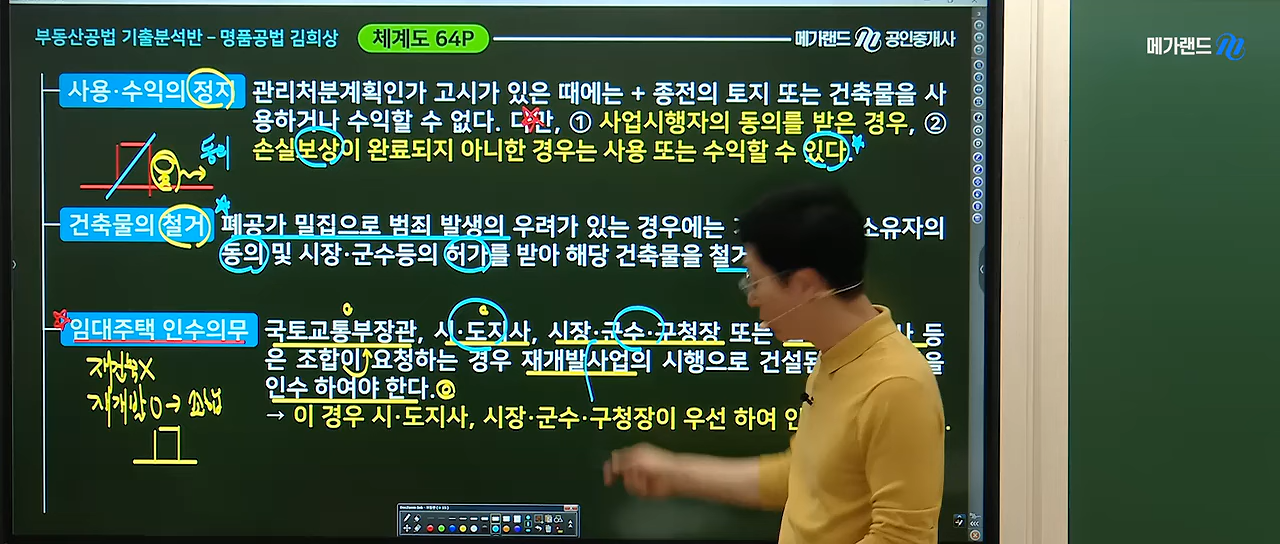 부동산공법 기출분석반 – 명품공법 김희상
체계도 64P
메가랜드 공인중개사
메가랜드
사용·수익의 정지
관리처분계획인가 고시가 있은 때에는 + 종전의 토지 또는 건축물을 사
용하거나 수익할 수 없다. 다만, ① 사업시행자의 동의를 받은 경우, ②
손실보상이 완료되지 아니한 경우는 사용 또는 수익할 수 있다.
동의
건축물의 철거
폐공가 밀집으로 범죄 발생의 우려가 있는 경우에는 소유자의
동의 및 시장·군수등의 허가를 받아 해당 건축물을 철거
임대주택 인수의무
국토교통부장관, 시·도지사, 시장·군수·구청장 또는 등
은 조합이 요청하는 경우 재개발사업의 시행으로 건설된 을
인수 하여야 한다.
→ 이 경우 시·도지사, 시장·군수·구청장이 우선 하여 인
재건축X
재개발O →